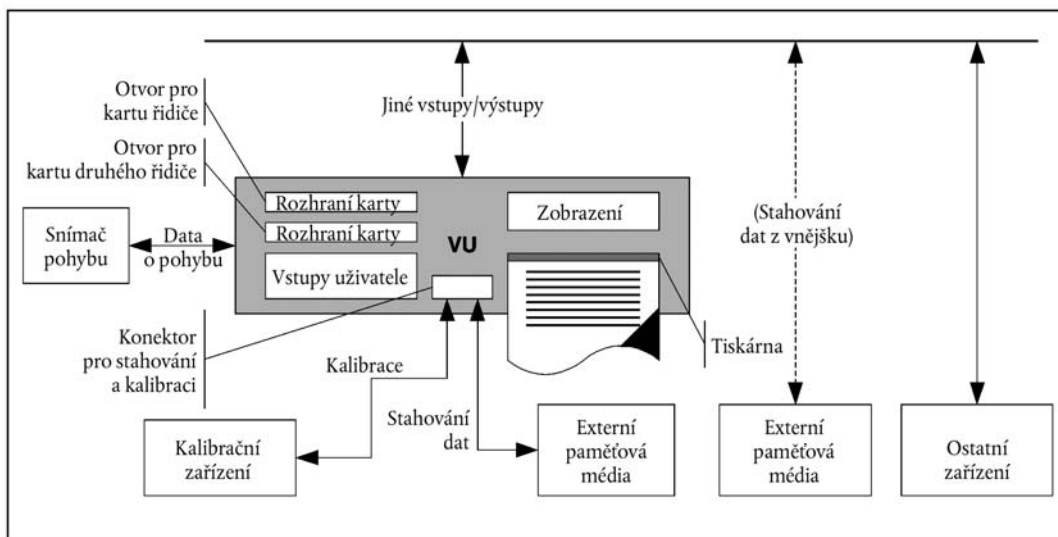 Otvor pro
kartu řidiče
Jiné vstupy/výstupy
Otvor pro
kartu druhého řidiče
Rozhraní karty
Rozhraní karty
Vstupy uživatele
VU
Zobrazení
Snímač
pohybu
Data
o pohybu
(Stahování
dat z vnějšku)
Konektor
pro stahování
a kalibraci
Tiskárna
Kalibrace
Stahování
dat
Kalibrační
zařízení
Externí
paměťová
média
Externí
paměťová
média
Ostatní
zařízení